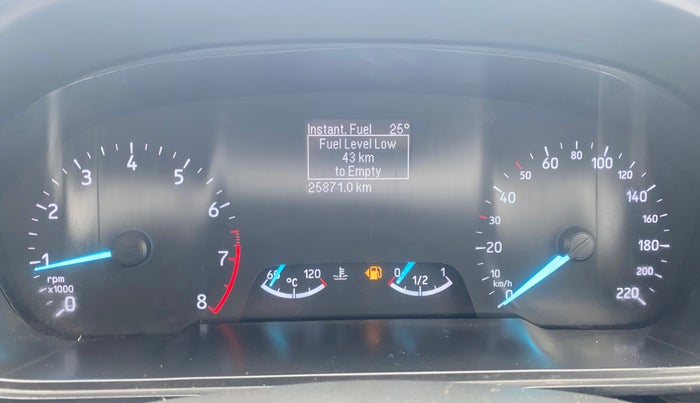 Instant. Fuel 25°
Fuel Level Low
43 km
to Empty
25871.0 km
0 1 2 3 4 5 6 7 8
rpm
x1000
60 120
°C
0 1/2 1
0 10 20 30 40 50 60 80 100 120 140 160 180 200 220
km/h